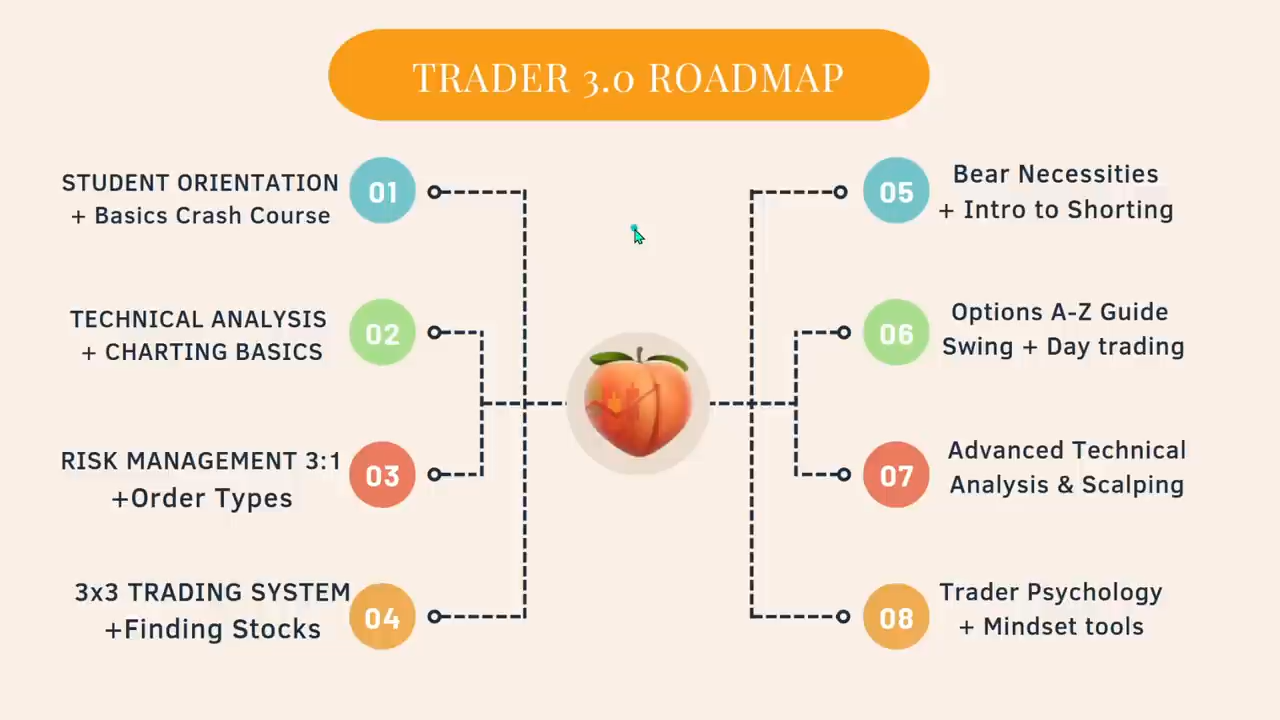 TRADER 3.0 ROADMAP
01
STUDENT ORIENTATION
+ Basics Crash Course
02
TECHNICAL ANALYSIS
+ CHARTING BASICS
03
RISK MANAGEMENT 3:1
+Order Types
04
3x3 TRADING SYSTEM
+Finding Stocks
05
Bear Necessities
+ Intro to Shorting
06
Options A-Z Guide
Swing + Day trading
07
Advanced Technical
Analysis & Scalping
08
Trader Psychology
+ Mindset tools